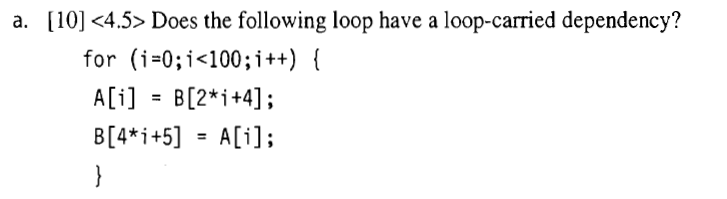 a. [10] <4.5> Does the following loop have a loop-carried dependency?
for (i=0;i<100;i++) {
A[i] = B[2*i+4];
B[4*i+5] = A[i];
}